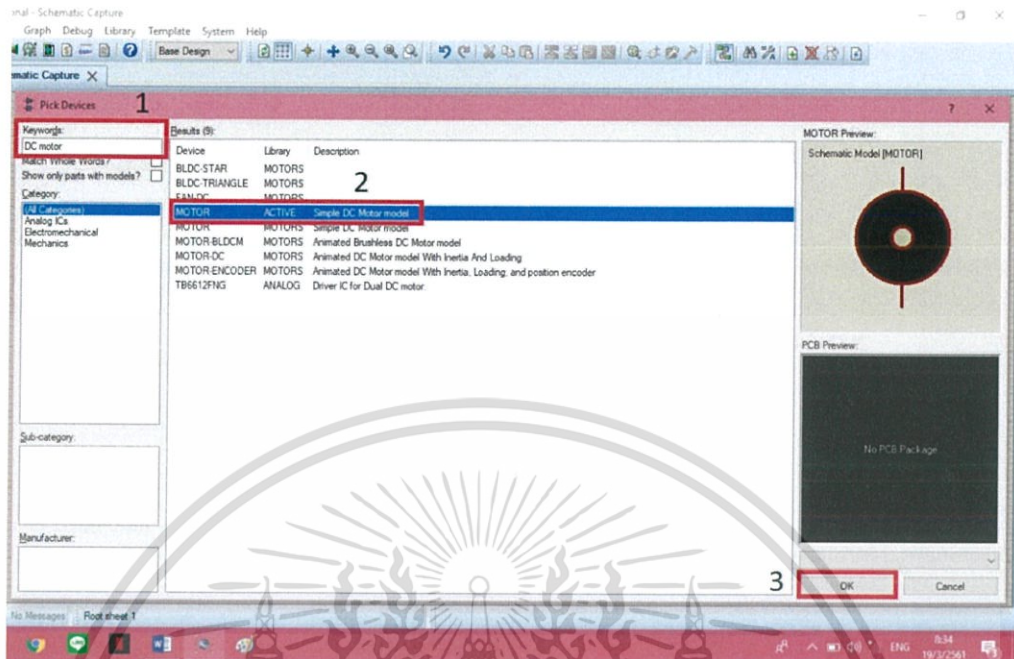 onal - Schematic Capture
Graph Debug Library Template System Help
Base Design
ematic Capture X
Pick Devices
1
? ×
Keywords:
DC motor
Match Whole Words?
Show only parts with models?
Category:
(All Categories)
Analog ICs
Electromechanical
Mechanics
Sub-category:
Manufacturer:
Results (9):
Device Library Description
2
BLDC-STAR MOTORS
BLDC-TRIANGLE MOTORS
FAN-DC MOTORS
MOTOR ACTIVE Simple DC Motor model
MOTOR MOTORS Simple DC Motor model
MOTOR-BLDCM MOTORS Animated Brushless DC Motor model
MOTOR-DC MOTORS Animated DC Motor model With Inertia And Loading
MOTOR-ENCODER MOTORS Animated DC Motor model With Inertia, Loading, and position encoder
TB6612FNG ANALOG Driver IC for Dual DC motor.
MOTOR Preview:
Schematic Model [MOTOR]
PCB Preview:
No PCB Package
3
OK Cancel
No Messages Root sheet 1
ENG 8:34
19/3/2561